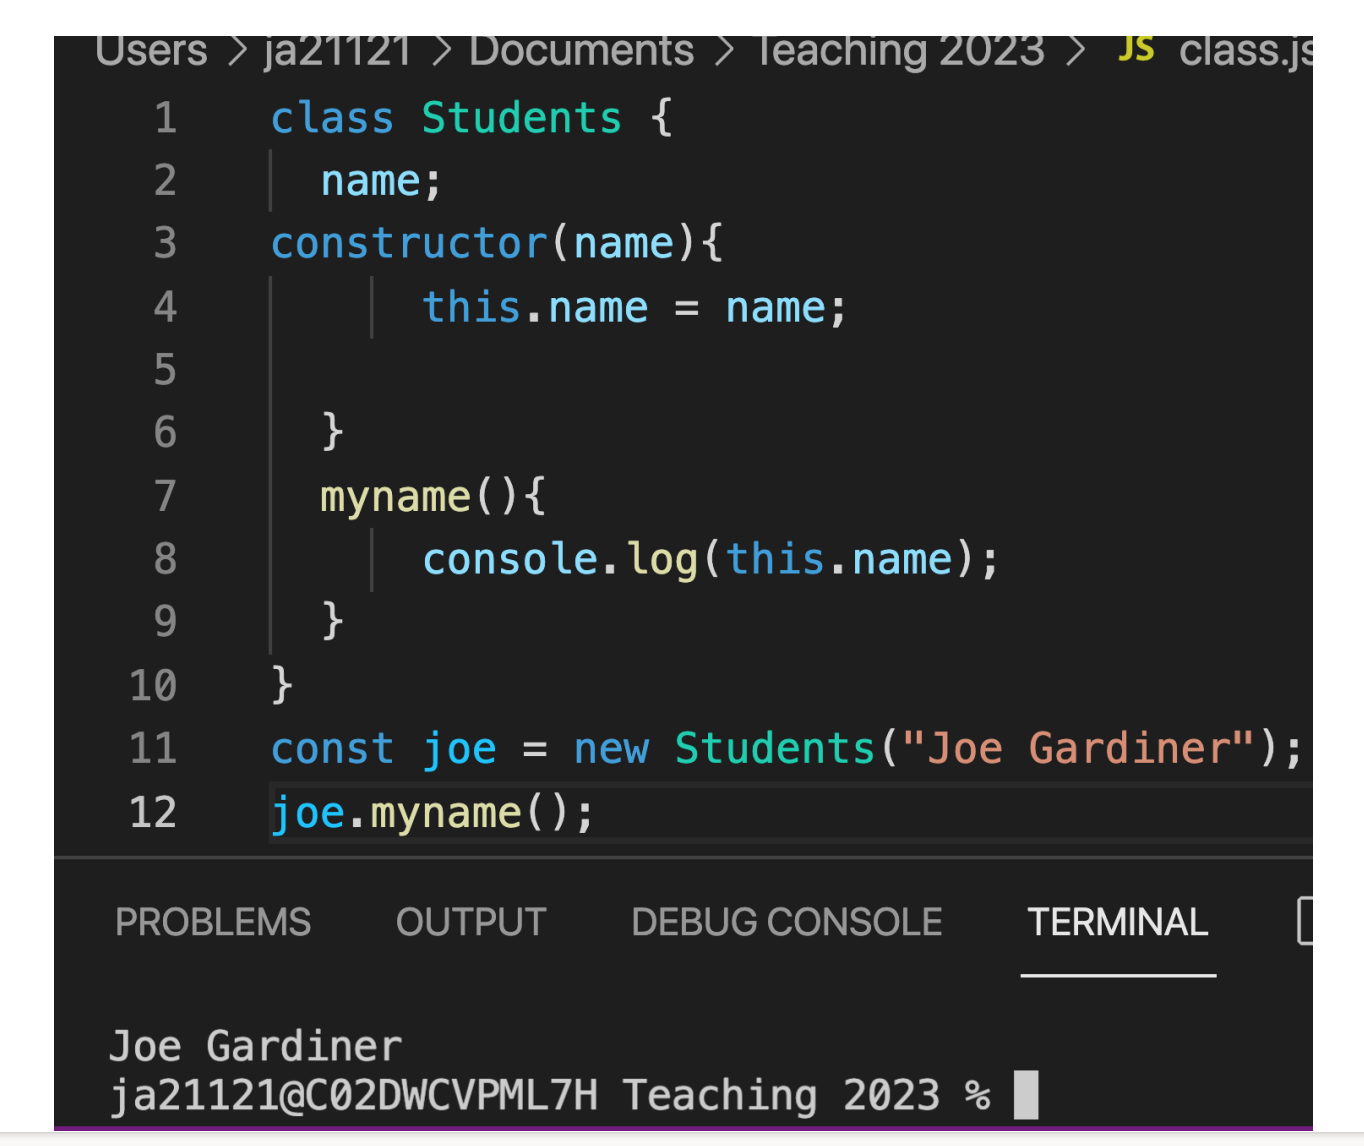 Users > ja21121 > Documents > Teaching 2023 > JS class.js
1 class Students {
2 name;
3 constructor(name){
4 this.name = name;
5
6 }
7 myname(){
8 console.log(this.name);
9 }
10 }
11 const joe = new Students("Joe Gardiner");
12 joe.myname();
PROBLEMS OUTPUT DEBUG CONSOLE TERMINAL
Joe Gardiner
ja21121@C02DWCVPML7H Teaching 2023 %